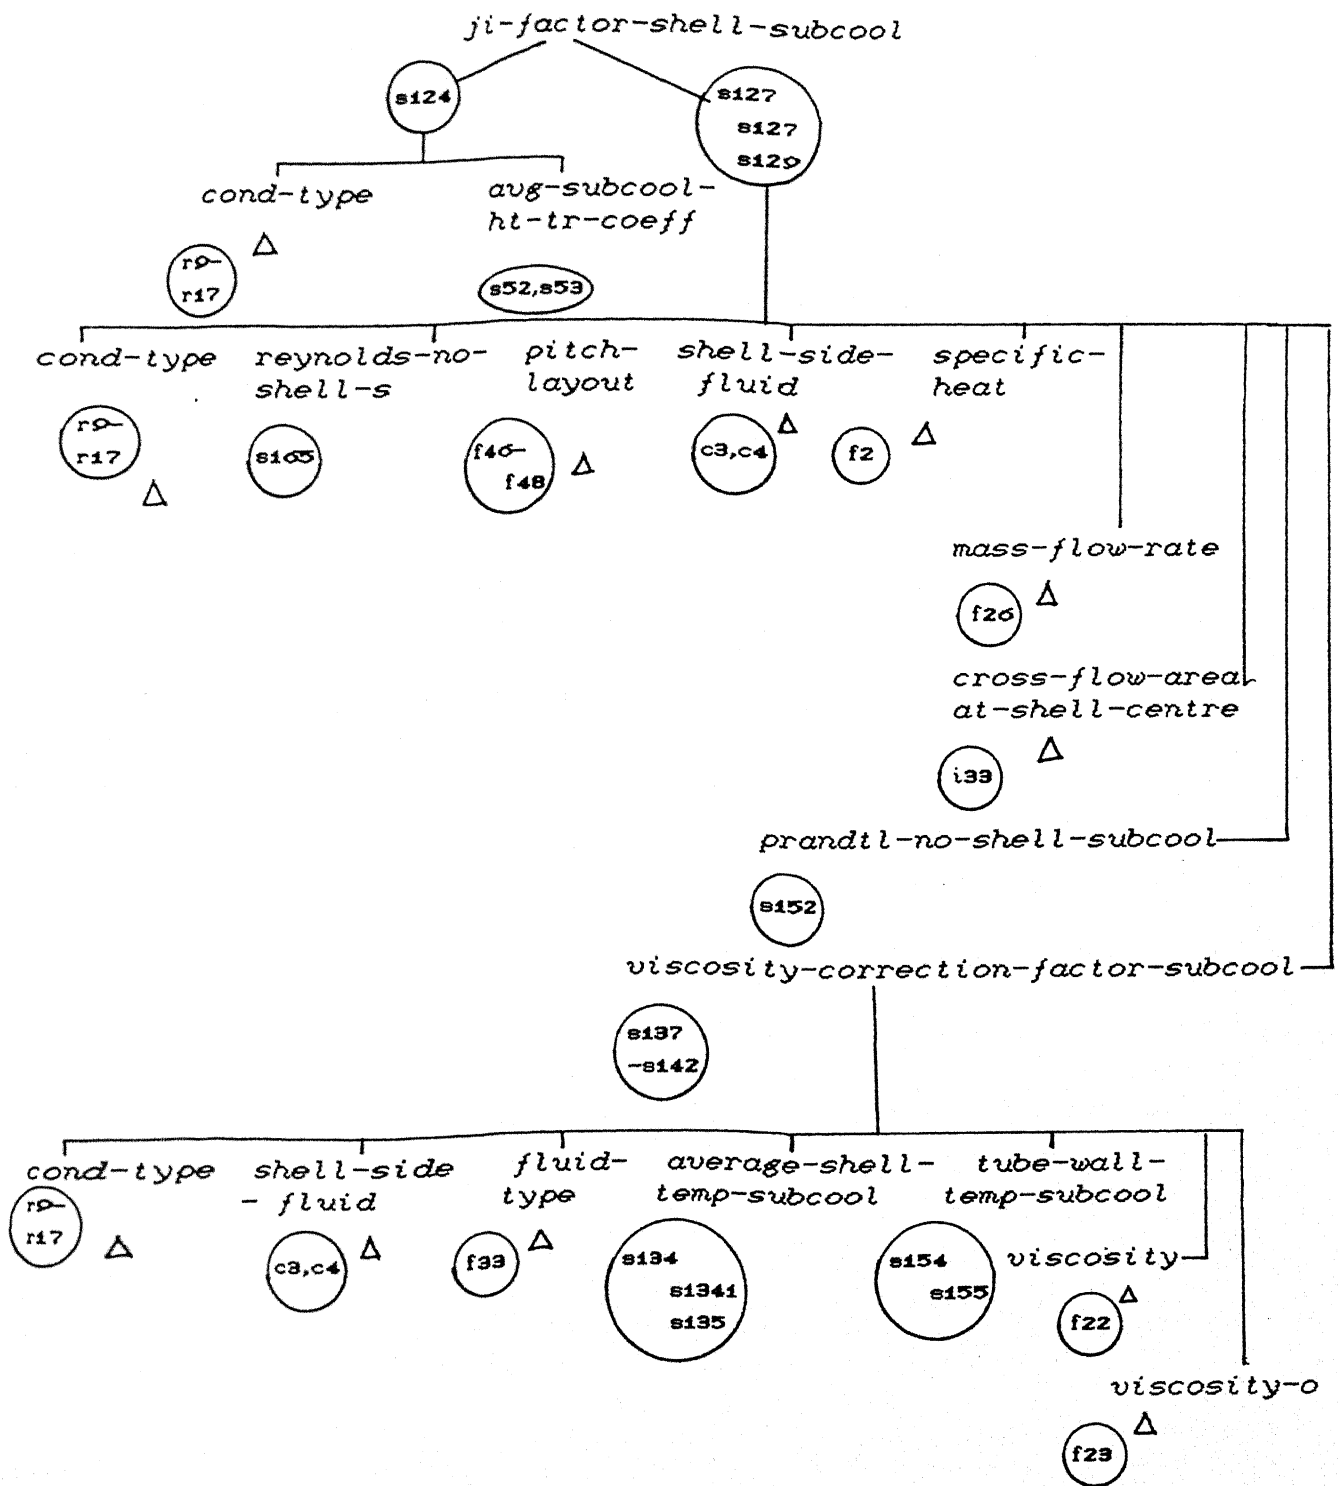 ji-factor-shell-subcool
s124
s127
s127
s129
cond-type
avg-subcool-
ht-tr-coeff
r9-
r17
s52,s53
cond-type
reynolds-no-
shell-s
pitch-
layout
shell-side-
fluid
specific-
heat
r9-
r17
s165
f46-
f48
c3,c4
f2
mass-flow-rate
f26
cross-flow-area
at-shell-centre
i33
prandtl-no-shell-subcool
s152
viscosity-correction-factor-subcool
s137
-s142
cond-type
shell-side
- fluid
fluid-
type
average-shell-
temp-subcool
tube-wall-
temp-subcool
r9-
r17
c3,c4
f33
s134
s1341
s135
s154
s155
viscosity
f22
viscosity-o
f23